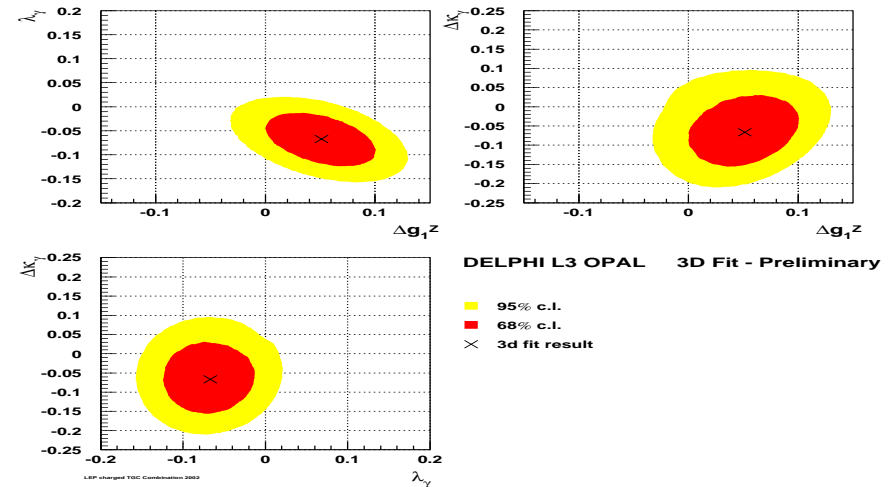 λγ
0.2
0.15
0.1
0.05
0
-0.05
-0.1
-0.15
-0.2
-0.1 0 0.1
Δg₁ᶻ
Δκγ
0.25
0.2
0.15
0.1
0.05
0
-0.05
-0.1
-0.15
-0.2
-0.25
-0.1 0 0.1
Δg₁ᶻ
Δκγ
0.25
0.2
0.15
0.1
0.05
0
-0.05
-0.1
-0.15
-0.2
-0.25
-0.2 -0.1 0 0.1 0.2
λγ
LEP charged TGC Combination 2002
DELPHI L3 OPAL 3D Fit - Preliminary
95% c.l.
68% c.l.
3d fit result